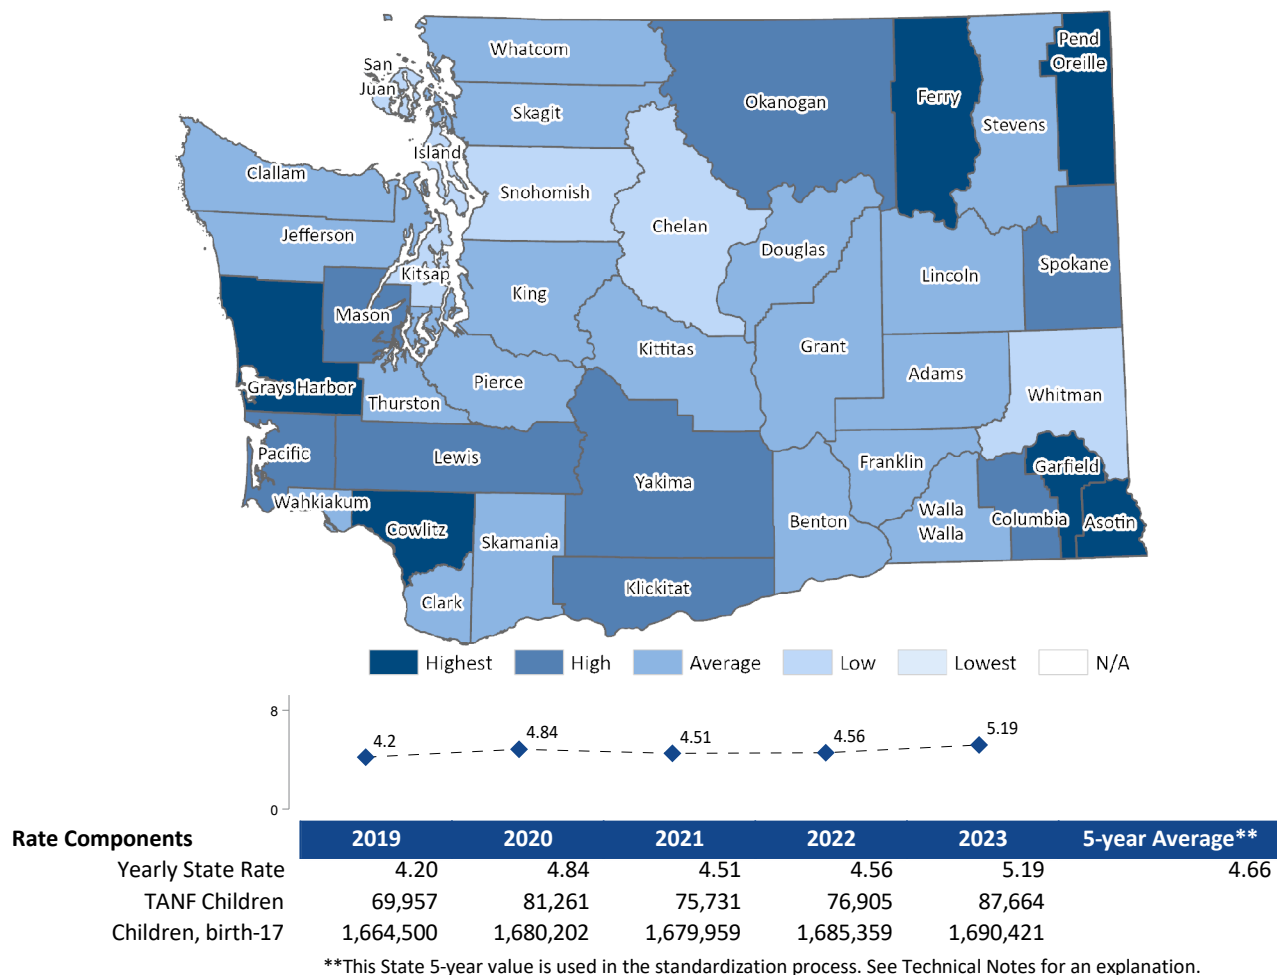 Whatcom
Pend
Oreille
San
Juan
Okanogan
Ferry
Skagit
Stevens
Island
Clallam
Snohomish
Chelan
Jefferson
Douglas
Kitsap
King
Lincoln
Spokane
Mason
Kittitas
Grant
Adams
Grays Harbor
Pierce
Thurston
Whitman
Pacific
Lewis
Franklin
Garfield
Yakima
Wahkiakum
Walla
Walla
Cowlitz
Benton
Columbia
Asotin
Skamania
Klickitat
Clark
Highest High Average Low Lowest N/A
8
4.2 4.84 4.51 4.56 5.19
0
Rate Components 2019 2020 2021 2022 2023 5-year Average**
Yearly State Rate 4.20 4.84 4.51 4.56 5.19 4.66
TANF Children 69,957 81,261 75,731 76,905 87,664
Children, birth-17 1,664,500 1,680,202 1,679,959 1,685,359 1,690,421
**This State 5-year value is used in the standardization process. See Technical Notes for an explanation.